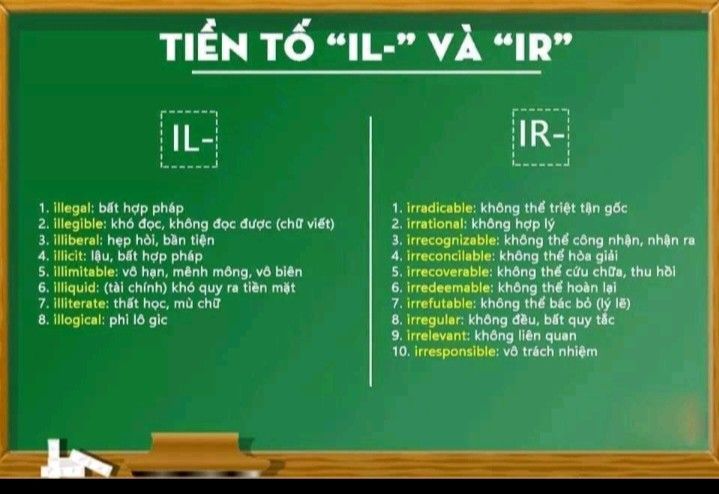 TIỀN TỐ “IL-” VÀ “IR”
IL-
1. illegal: bất hợp pháp
2. illegible: khó đọc, không đọc được (chữ viết)
3. illiberal: hẹp hòi, bần tiện
4. illicit: lậu, bất hợp pháp
5. illimitable: vô hạn, mênh mông, vô biên
6. illiquid: (tài chính) khó quy ra tiền mặt
7. illiterate: thất học, mù chữ
8. illogical: phi lô gic
IR-
1. irradicable: không thể triệt tận gốc
2. irrational: không hợp lý
3. irrecognizable: không thể công nhận, nhận ra
4. irreconcilable: không thể hòa giải
5. irrecoverable: không thể cứu chữa, thu hồi
6. irredeemable: không thể hoàn lại
7. irrefutable: không thể bác bỏ (lý lẽ)
8. irregular: không đều, bất quy tắc
9. irrelevant: không liên quan
10. irresponsible: vô trách nhiệm